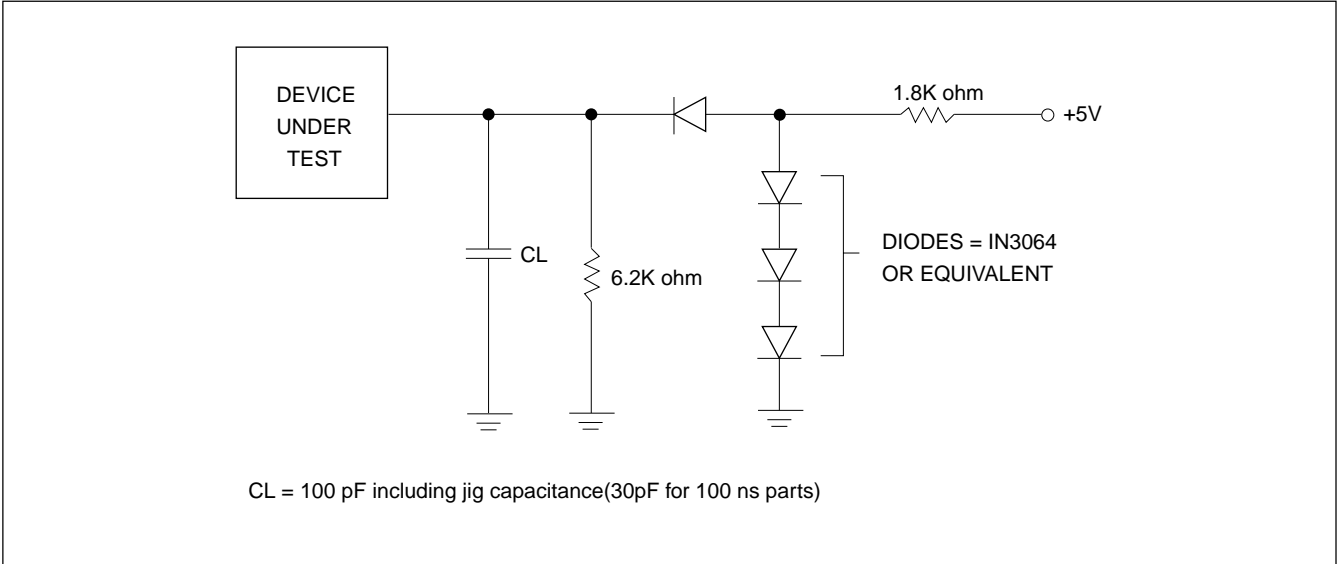 DEVICE
UNDER
TEST
1.8K ohm
+5V
CL
6.2K ohm
DIODES = IN3064
OR EQUIVALENT
CL = 100 pF including jig capacitance(30pF for 100 ns parts)